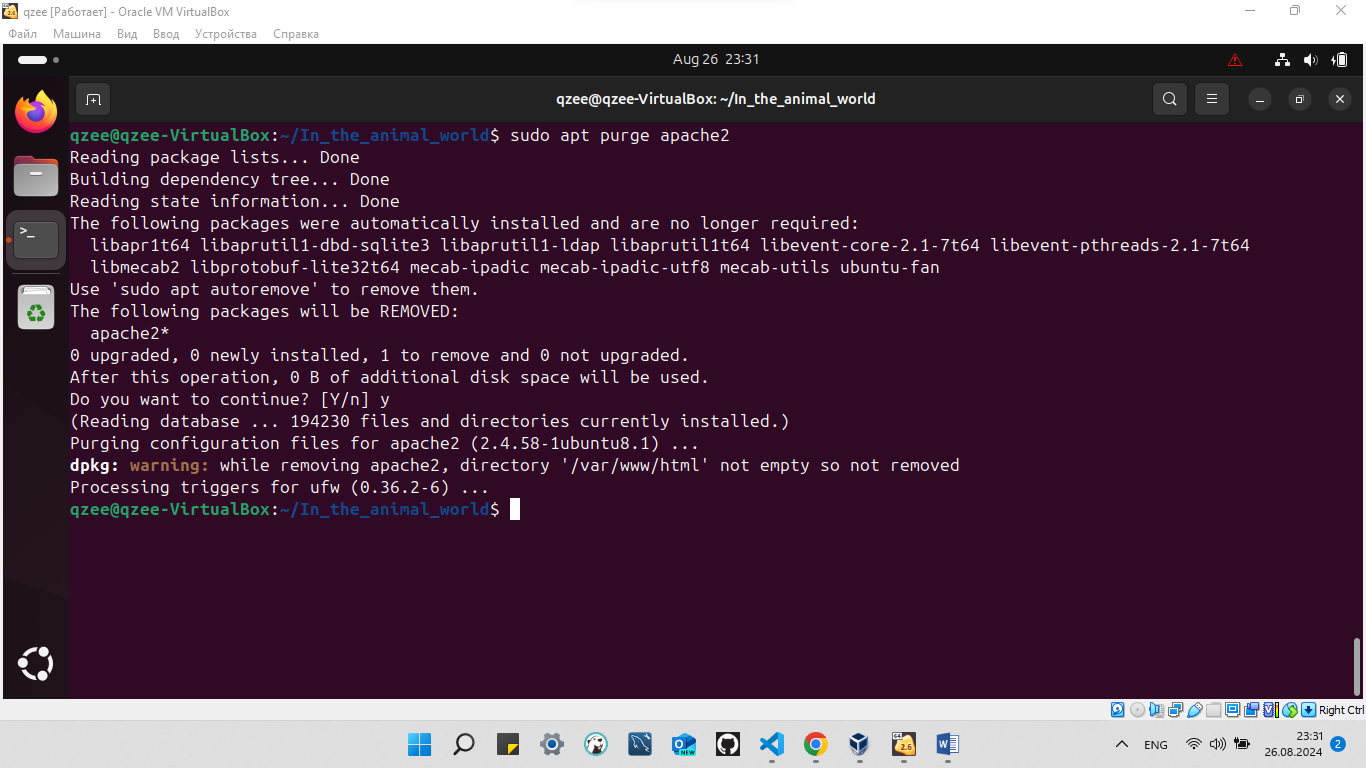 qzee [Работает] - Oracle VM VirtualBox
Файл Машина Вид Ввод Устройства Справка
Aug 26 23:31
qzee@qzee-VirtualBox: ~/In_the_animal_world
qzee@qzee-VirtualBox:~/In_the_animal_world$ sudo apt purge apache2
Reading package lists... Done
Building dependency tree... Done
Reading state information... Done
The following packages were automatically installed and are no longer required:
libapr1t64 libaprutil1-dbd-sqlite3 libaprutil1-ldap libaprutil1t64 libevent-core-2.1-7t64 libevent-pthreads-2.1-7t64
libmecab2 libprotobuf-lite32t64 mecab-ipadic mecab-ipadic-utf8 mecab-utils ubuntu-fan
Use 'sudo apt autoremove' to remove them.
The following packages will be REMOVED:
apache2*
0 upgraded, 0 newly installed, 1 to remove and 0 not upgraded.
After this operation, 0 B of additional disk space will be used.
Do you want to continue? [Y/n] y
(Reading database ... 194230 files and directories currently installed.)
Purging configuration files for apache2 (2.4.58-1ubuntu8.1) ...
dpkg: warning: while removing apache2, directory '/var/www/html' not empty so not removed
Processing triggers for ufw (0.36.2-6) ...
qzee@qzee-VirtualBox:~/In_the_animal_world$
Right Ctrl
ENG
23:31
26.08.2024
2